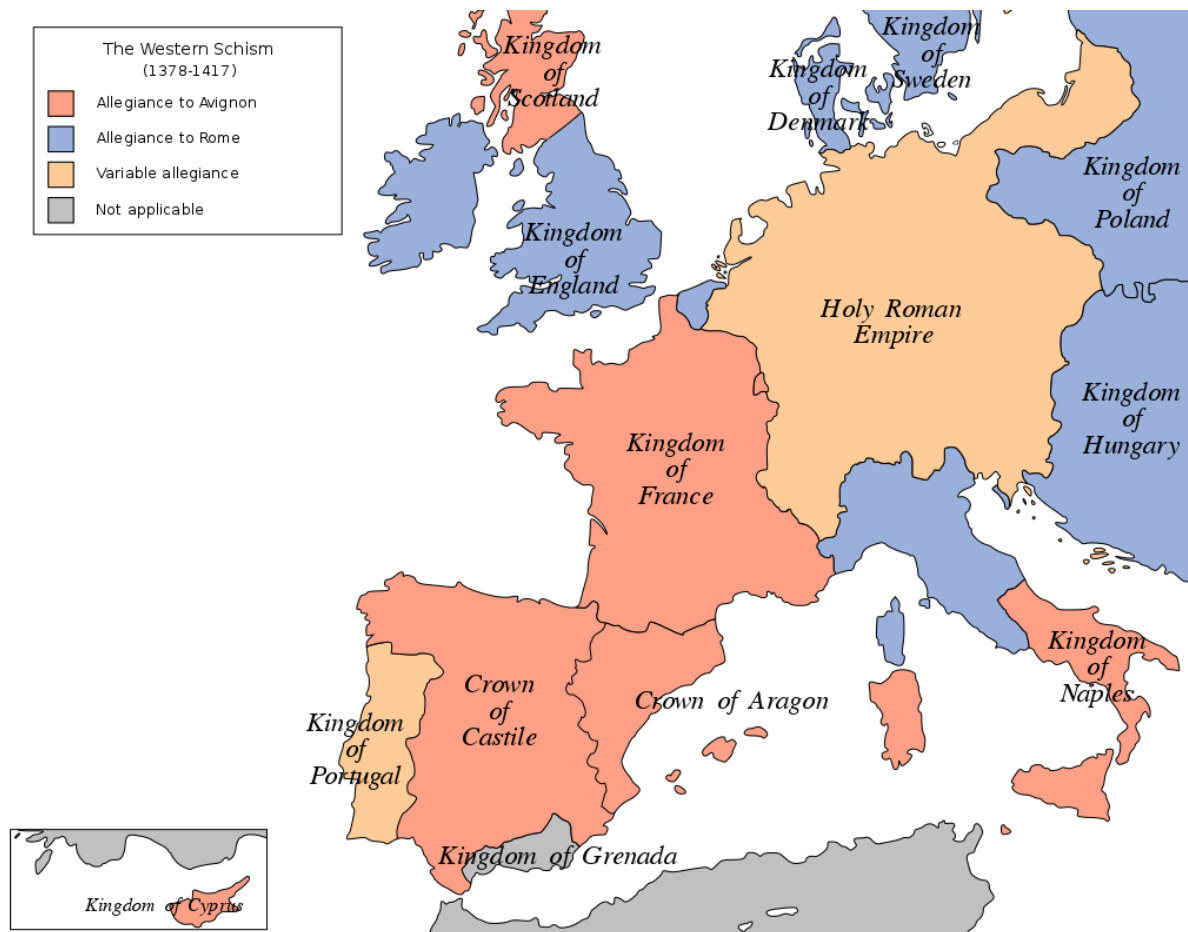 The Western Schism
(1378-1417)
Allegiance to Avignon
Allegiance to Rome
Variable allegiance
Not applicable
Kingdom
of
Scotland
Kingdom
of
Denmark
Kingdom
of
Sweden
Kingdom
of
Poland
Kingdom
of
England
Holy Roman
Empire
Kingdom
of
Hungary
Kingdom
of
France
Kingdom
of
Naples
Crown
of
Castile
Crown of Aragon
Kingdom
of
Portugal
Kingdom of Grenada
Kingdom of Cyprus